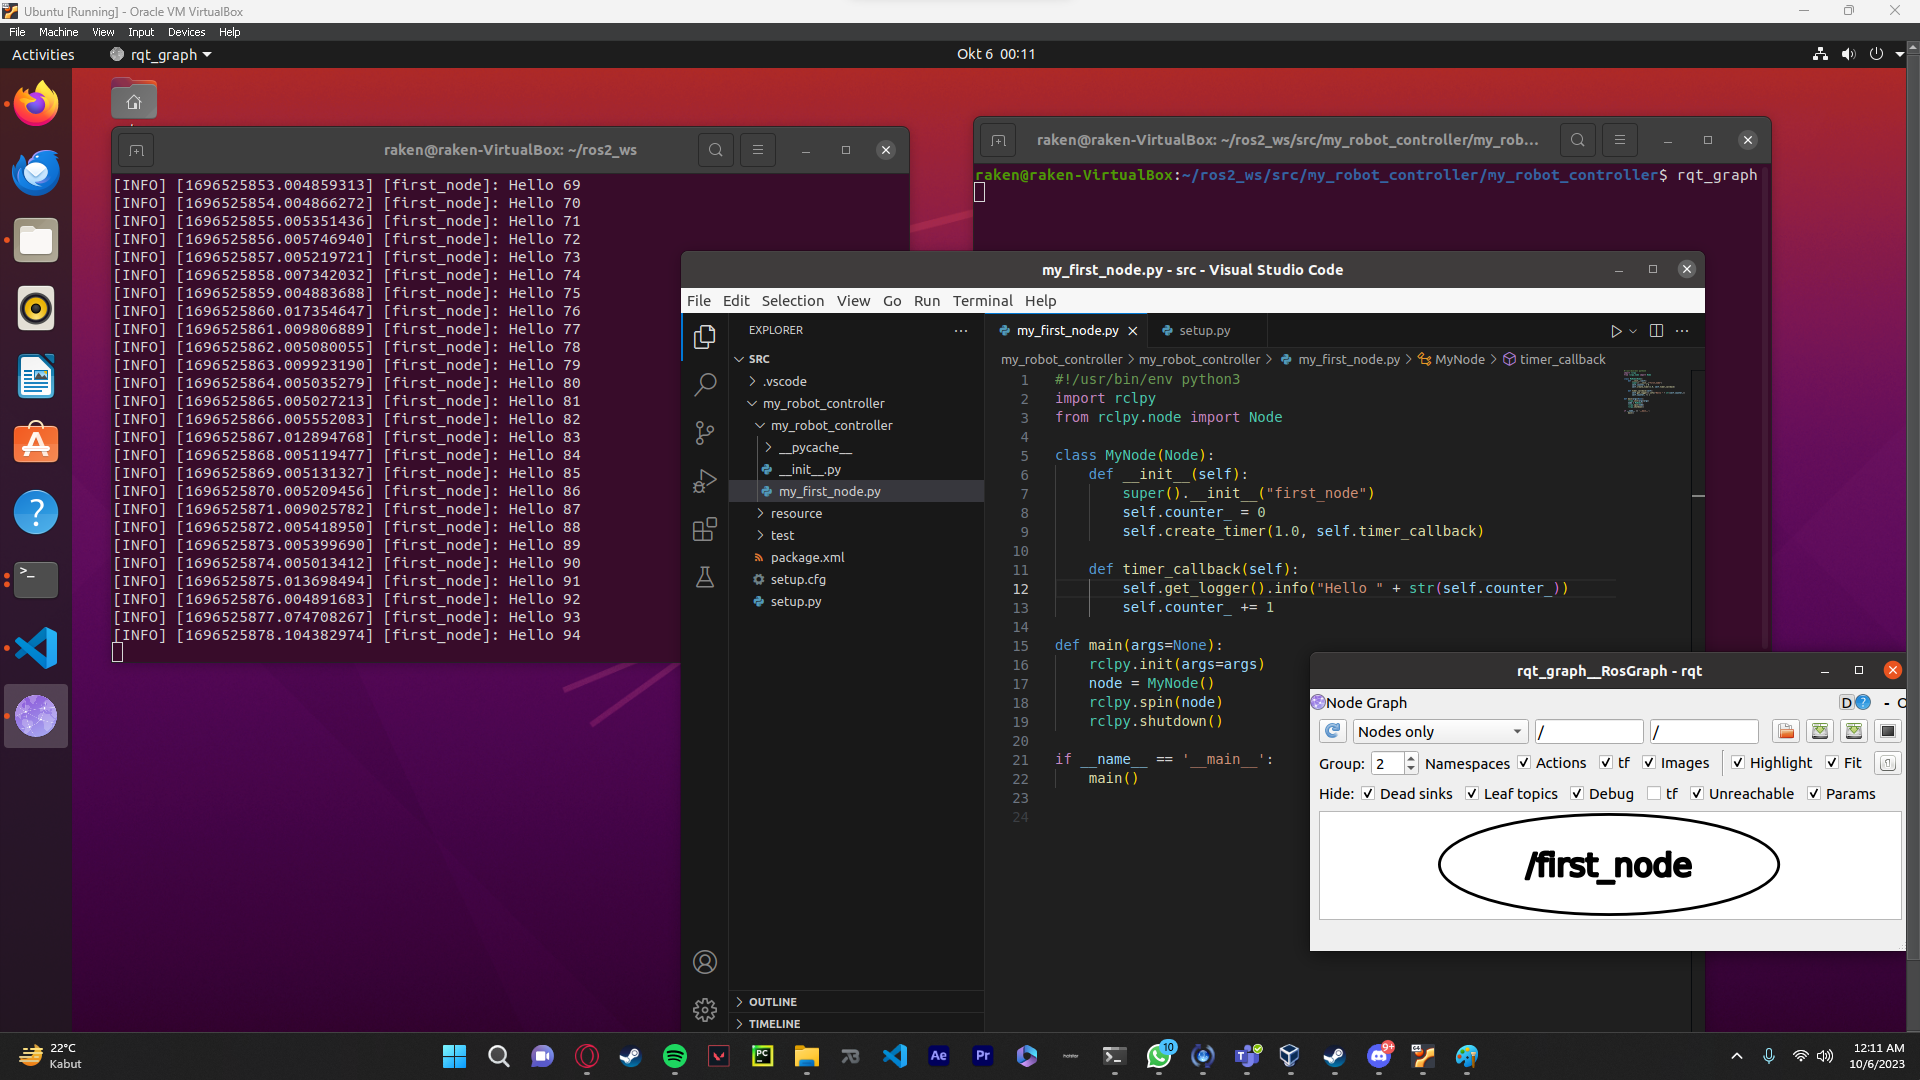 Ubuntu [Running] - Oracle VM VirtualBox
File Machine View Input Devices Help
Activities rqt_graph Okt 6 00:11
raken@raken-VirtualBox: ~/ros2_ws
[INFO] [1696525853.004859313] [first_node]: Hello 69
[INFO] [1696525854.004866272] [first_node]: Hello 70
[INFO] [1696525855.005351436] [first_node]: Hello 71
[INFO] [1696525856.005746940] [first_node]: Hello 72
[INFO] [1696525857.005219721] [first_node]: Hello 73
[INFO] [1696525858.007342032] [first_node]: Hello 74
[INFO] [1696525859.004883688] [first_node]: Hello 75
[INFO] [1696525860.017354647] [first_node]: Hello 76
[INFO] [1696525861.009806889] [first_node]: Hello 77
[INFO] [1696525862.005080055] [first_node]: Hello 78
[INFO] [1696525863.009923190] [first_node]: Hello 79
[INFO] [1696525864.005035279] [first_node]: Hello 80
[INFO] [1696525865.005027213] [first_node]: Hello 81
[INFO] [1696525866.005552083] [first_node]: Hello 82
[INFO] [1696525867.012894768] [first_node]: Hello 83
[INFO] [1696525868.005119477] [first_node]: Hello 84
[INFO] [1696525869.005131327] [first_node]: Hello 85
[INFO] [1696525870.005209456] [first_node]: Hello 86
[INFO] [1696525871.009025782] [first_node]: Hello 87
[INFO] [1696525872.005418950] [first_node]: Hello 88
[INFO] [1696525873.005399690] [first_node]: Hello 89
[INFO] [1696525874.005013412] [first_node]: Hello 90
[INFO] [1696525875.013698494] [first_node]: Hello 91
[INFO] [1696525876.004891683] [first_node]: Hello 92
[INFO] [1696525877.074708267] [first_node]: Hello 93
[INFO] [1696525878.104382974] [first_node]: Hello 94
raken@raken-VirtualBox: ~/ros2_ws/src/my_robot_controller/my_rob...
raken@raken-VirtualBox:~/ros2_ws/src/my_robot_controller/my_robot_controller$ rqt_graph
my_first_node.py - src - Visual Studio Code
File Edit Selection View Go Run Terminal Help
EXPLORER
SRC
.vscode
my_robot_controller
my_robot_controller
__pycache__
__init__.py
my_first_node.py
resource
test
package.xml
setup.cfg
setup.py
OUTLINE
TIMELINE
my_first_node.py setup.py
my_robot_controller > my_robot_controller > my_first_node.py > MyNode > timer_callback
1 #!/usr/bin/env python3
2 import rclpy
3 from rclpy.node import Node
4
5 class MyNode(Node):
6 def __init__(self):
7 super().__init__("first_node")
8 self.counter_ = 0
9 self.create_timer(1.0, self.timer_callback)
10
11 def timer_callback(self):
12 self.get_logger().info("Hello " + str(self.counter_))
13 self.counter_ += 1
14
15 def main(args=None):
16 rclpy.init(args=args)
17 node = MyNode()
18 rclpy.spin(node)
19 rclpy.shutdown()
20
21 if __name__ == '__main__':
22 main()
23
24
rqt_graph__RosGraph - rqt
Node Graph D ? - O
Nodes only / /
Group: 2 Namespaces Actions tf Images Highlight Fit
Hide: Dead sinks Leaf topics Debug tf Unreachable Params
/first_node
22°C
Kabut
PC
Ae
Pr
10
9+
12:11 AM
10/6/2023